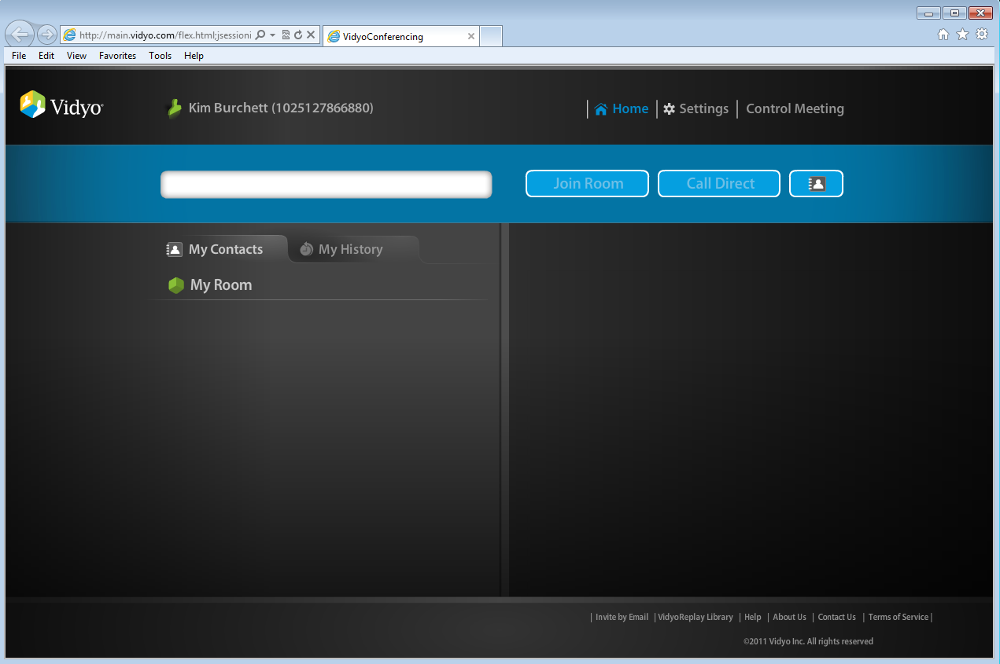 http://main.vidyo.com/flex.html;jsessioni
VidyoConferencing
File Edit View Favorites Tools Help
Vidyo
Kim Burchett (1025127866880)
| Home | Settings | Control Meeting
Join Room
Call Direct
My Contacts
My History
My Room
| Invite by Email | VidyoReplay Library | Help | About Us | Contact Us | Terms of Service |
©2011 Vidyo Inc. All rights reserved